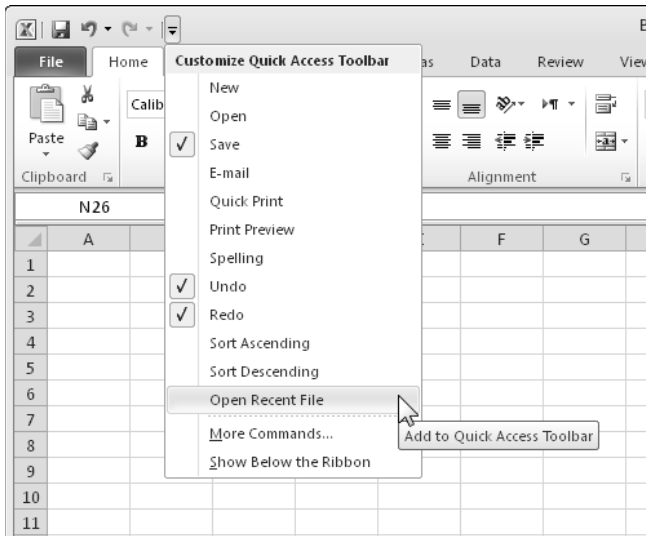 File Home as Data Review View
Customize Quick Access Toolbar
New
Open
Save
E-mail
Quick Print
Print Preview
Spelling
Undo
Redo
Sort Ascending
Sort Descending
Open Recent File
More Commands...
Show Below the Ribbon
Add to Quick Access Toolbar
Paste
Calib
B
Clipboard
Alignment
N26
A F G
1
2
3
4
5
6
7
8
9
10
11